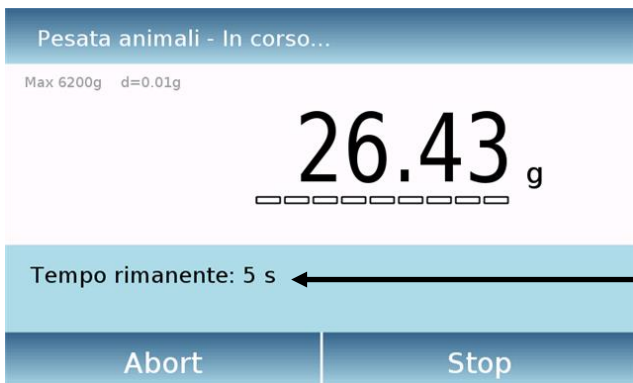 Pesata animali - In corso...
Max 6200g d=0.01g
26.43 g
Tempo rimanente: 5 s
Abort Stop